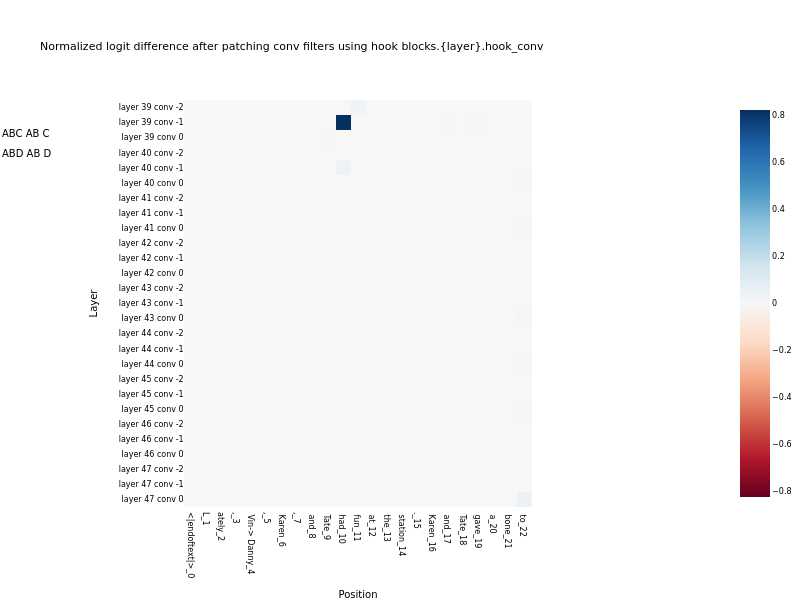 Normalized logit difference after patching conv filters using hook blocks.{layer}.hook_conv
ABC AB C
ABD AB D
Layer
layer 39 conv -2
layer 39 conv -1
layer 39 conv 0
layer 40 conv -2
layer 40 conv -1
layer 40 conv 0
layer 41 conv -2
layer 41 conv -1
layer 41 conv 0
layer 42 conv -2
layer 42 conv -1
layer 42 conv 0
layer 43 conv -2
layer 43 conv -1
layer 43 conv 0
layer 44 conv -2
layer 44 conv -1
layer 44 conv 0
layer 45 conv -2
layer 45 conv -1
layer 45 conv 0
layer 46 conv -2
layer 46 conv -1
layer 46 conv 0
layer 47 conv -2
layer 47 conv -1
layer 47 conv 0
<|endoftext|>_0
L_1
ately_2
,_3
Vin-> Danny_4
,_5
Karen_6
,_7
and_8
Tate_9
had_10
fun_11
at_12
the_13
station_14
._15
Karen_16
and_17
Tate_18
gave_19
a_20
bone_21
to_22
Position
0.8
0.6
0.4
0.2
0
−0.2
−0.4
−0.6
−0.8